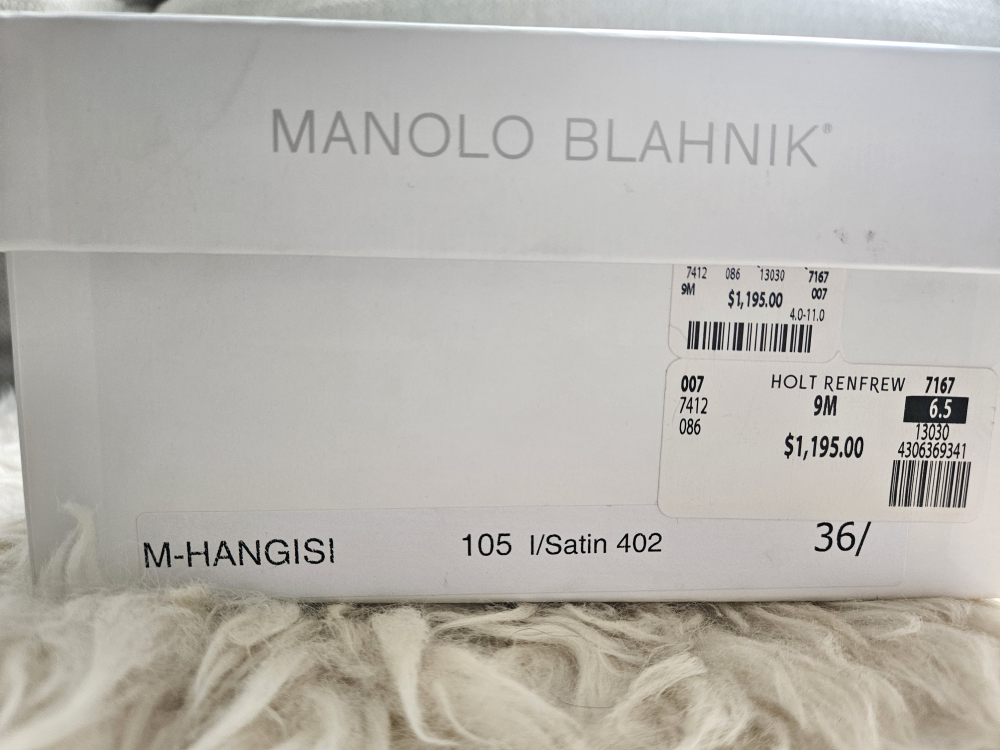 MANOLO BLAHNIK®
7412 086 13030 7167
9M $1,195.00 007
4.0-11.0
007 HOLT RENFREW 7167
7412 9M 6.5
086 13030
$1,195.00 4306369341
M-HANGISI 105 I/Satin 402 36/